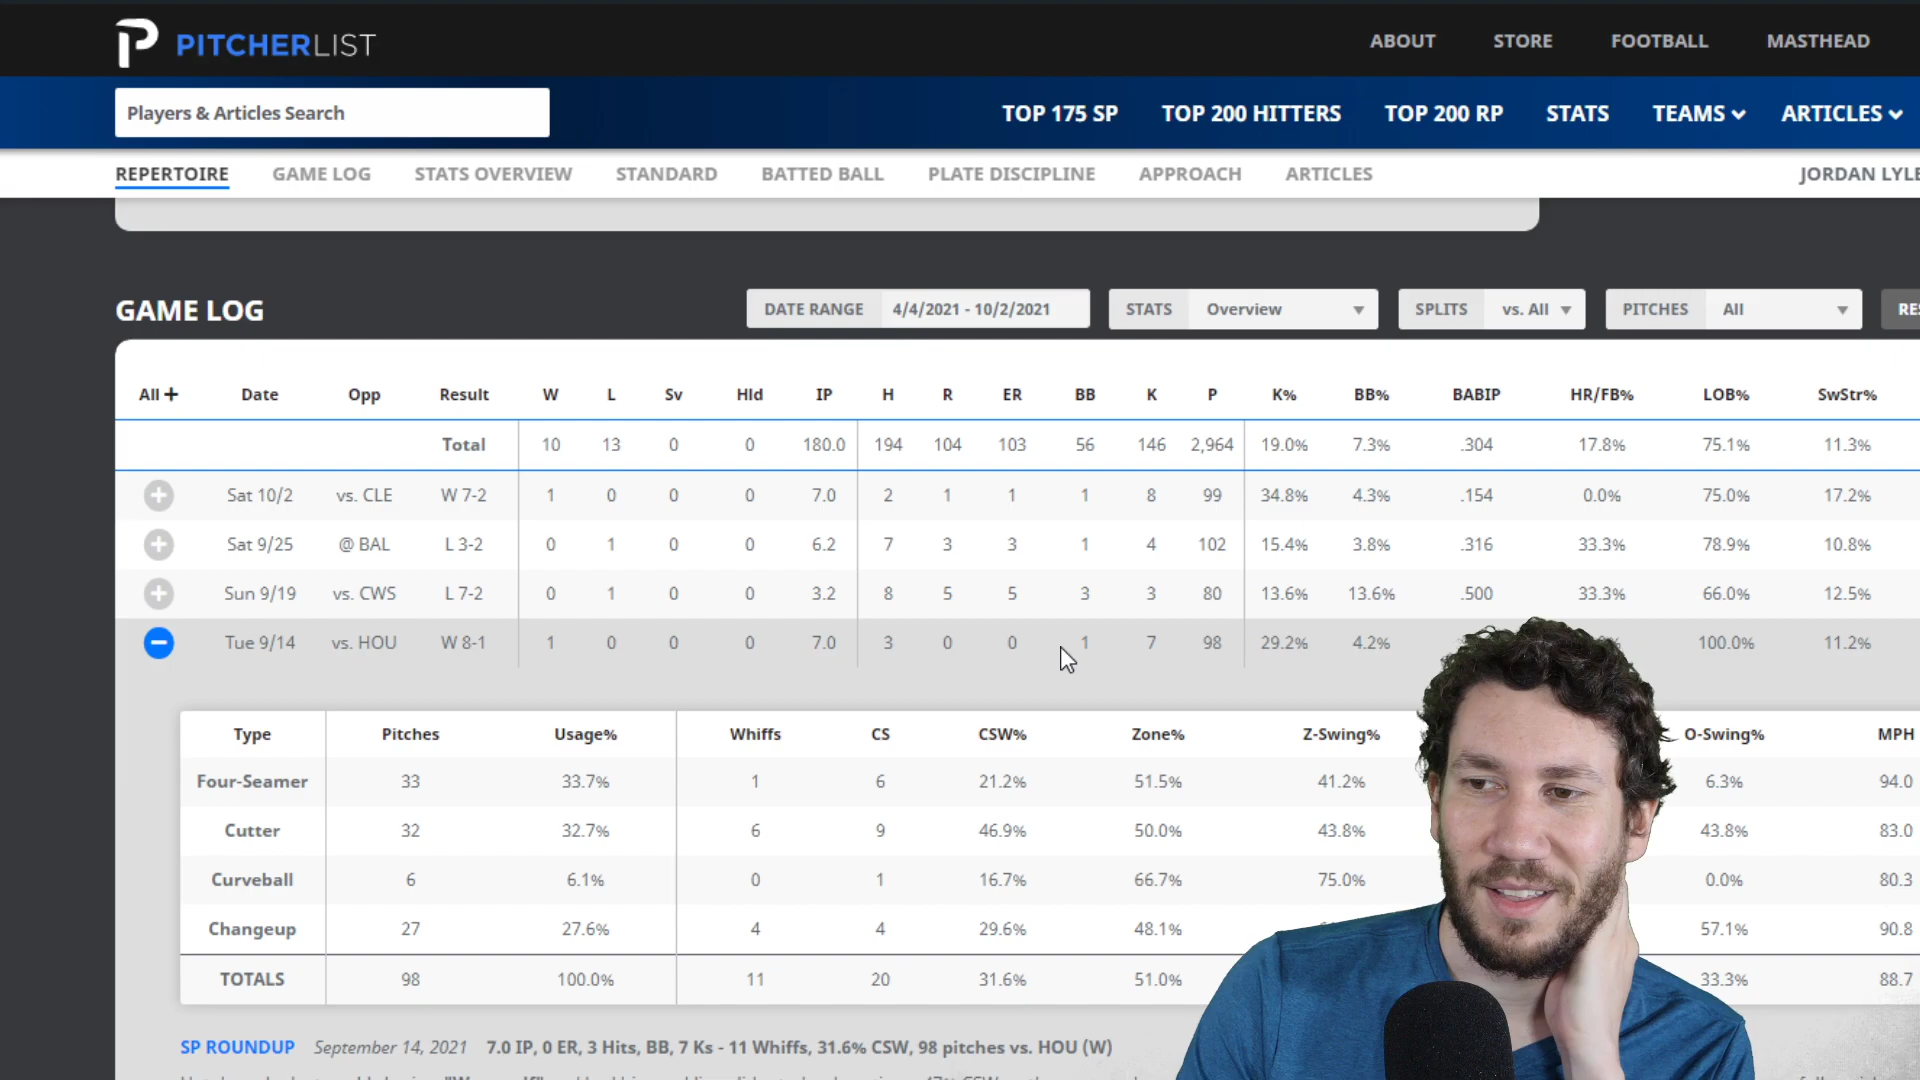 PITCHERLIST
ABOUT STORE FOOTBALL MASTHEAD
Players & Articles Search
TOP 175 SP TOP 200 HITTERS TOP 200 RP STATS TEAMS ARTICLES
REPERTOIRE GAME LOG STATS OVERVIEW STANDARD BATTED BALL PLATE DISCIPLINE APPROACH ARTICLES JORDAN LYLE
GAME LOG
DATE RANGE 4/4/2021 - 10/2/2021 STATS Overview SPLITS vs. All PITCHES All RES
All + Date Opp Result W L Sv Hld IP H R ER BB K P K% BB% BABIP HR/FB% LOB% SwStr%
Total 10 13 0 0 180.0 194 104 103 56 146 2,964 19.0% 7.3% .304 17.8% 75.1% 11.3%
Sat 10/2 vs. CLE W 7-2 1 0 0 0 7.0 2 1 1 1 8 99 34.8% 4.3% .154 0.0% 75.0% 17.2%
Sat 9/25 @ BAL L 3-2 0 1 0 0 6.2 7 3 3 1 4 102 15.4% 3.8% .316 33.3% 78.9% 10.8%
Sun 9/19 vs. CWS L 7-2 0 1 0 0 3.2 8 5 5 3 3 80 13.6% 13.6% .500 33.3% 66.0% 12.5%
Tue 9/14 vs. HOU W 8-1 1 0 0 0 7.0 3 0 0 1 7 98 29.2% 4.2% 100.0% 11.2%
Type Pitches Usage% Whiffs CS CSW% Zone% Z-Swing% O-Swing% MPH
Four-Seamer 33 33.7% 1 6 21.2% 51.5% 41.2% 6.3% 94.0
Cutter 32 32.7% 6 9 46.9% 50.0% 43.8% 43.8% 83.0
Curveball 6 6.1% 0 1 16.7% 66.7% 75.0% 0.0% 80.3
Changeup 27 27.6% 4 4 29.6% 48.1% 57.1% 90.8
TOTALS 98 100.0% 11 20 31.6% 51.0% 33.3% 88.7
SP ROUNDUP September 14, 2021 7.0 IP, 0 ER, 3 Hits, BB, 7 Ks - 11 Whiffs, 31.6% CSW, 98 pitches vs. HOU (W)